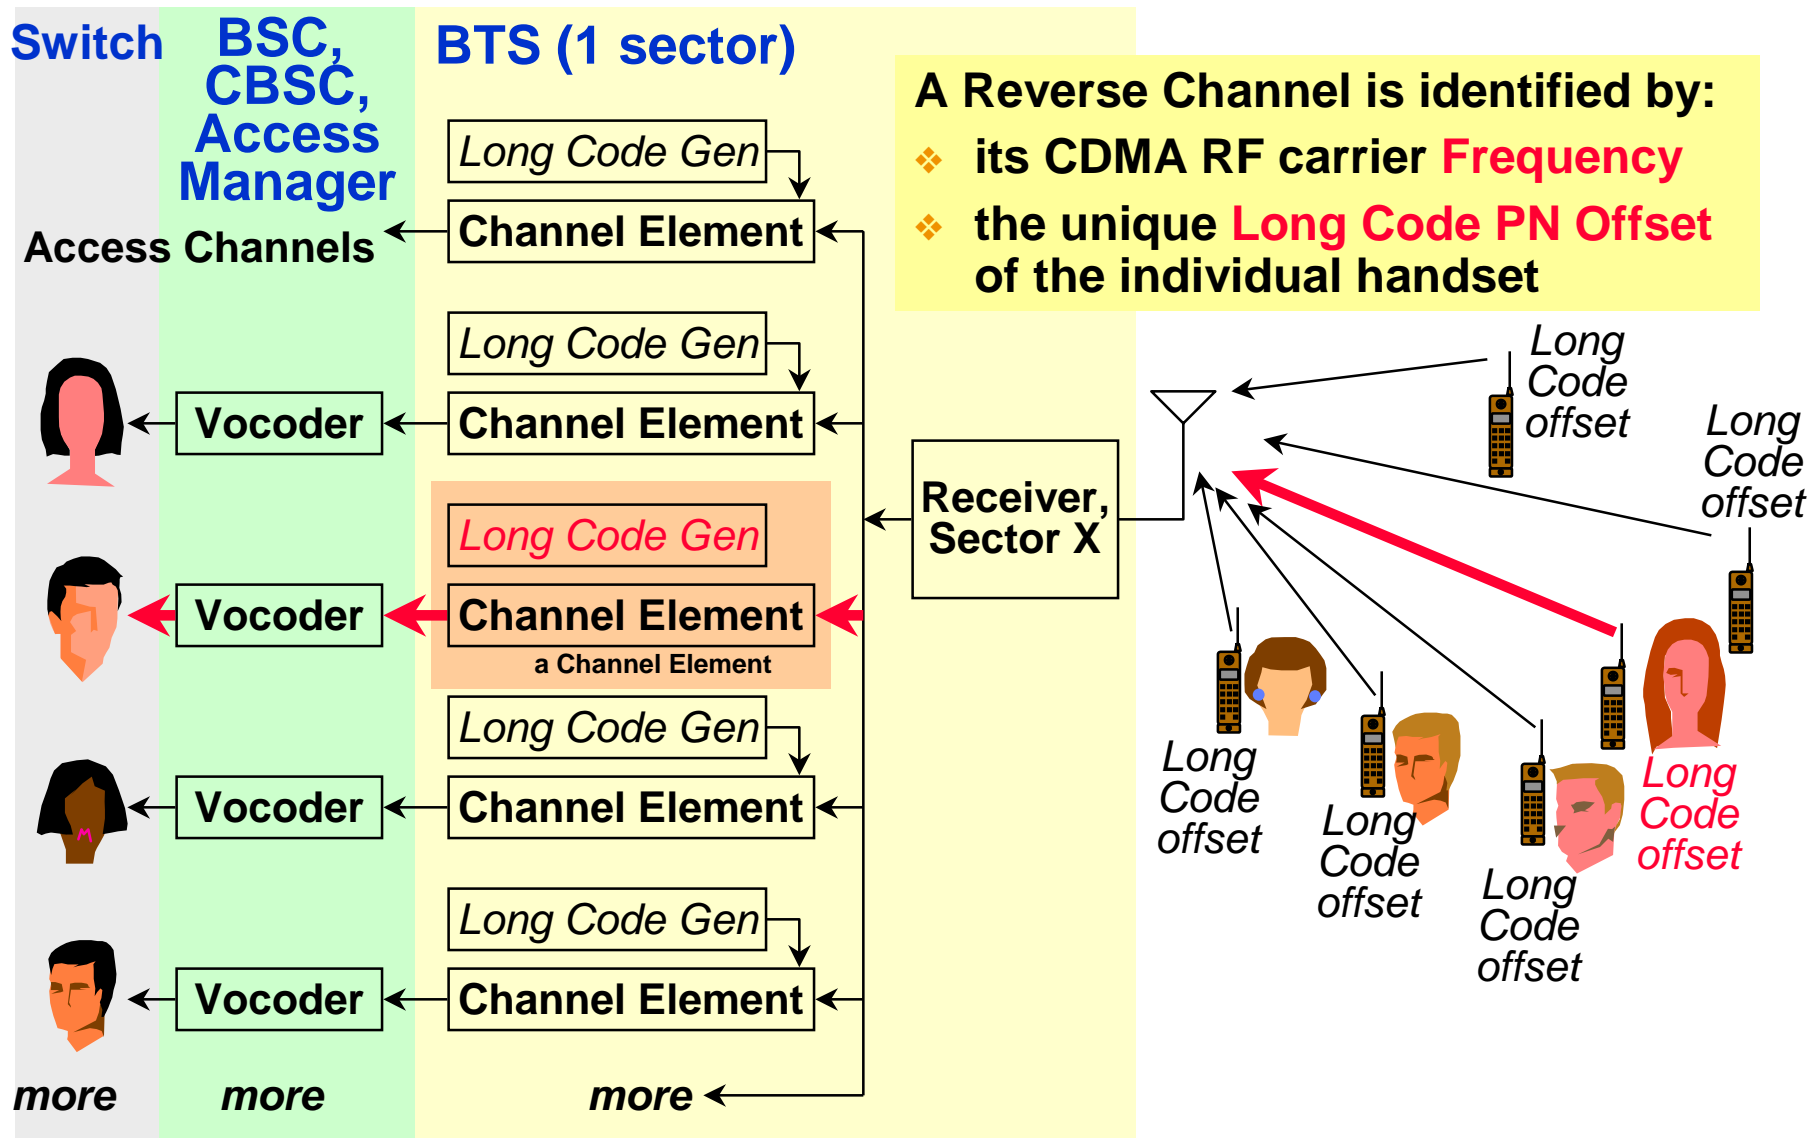 Switch
BSC,
CBSC,
Access
Manager
BTS (1 sector)
A Reverse Channel is identified by:
❖ its CDMA RF carrier Frequency
❖ the unique Long Code PN Offset
of the individual handset
Long Code Gen
Channel Element
Access Channels
Long Code Gen
Channel Element
Vocoder
Long Code Gen
Channel Element
a Channel Element
Vocoder
Long Code Gen
Channel Element
Vocoder
Long Code Gen
Channel Element
Vocoder
more
more
more
Receiver,
Sector X
Long
Code
offset
Long
Code
offset
Long
Code
offset
Long
Code
offset
Long
Code
offset
Long
Code
offset